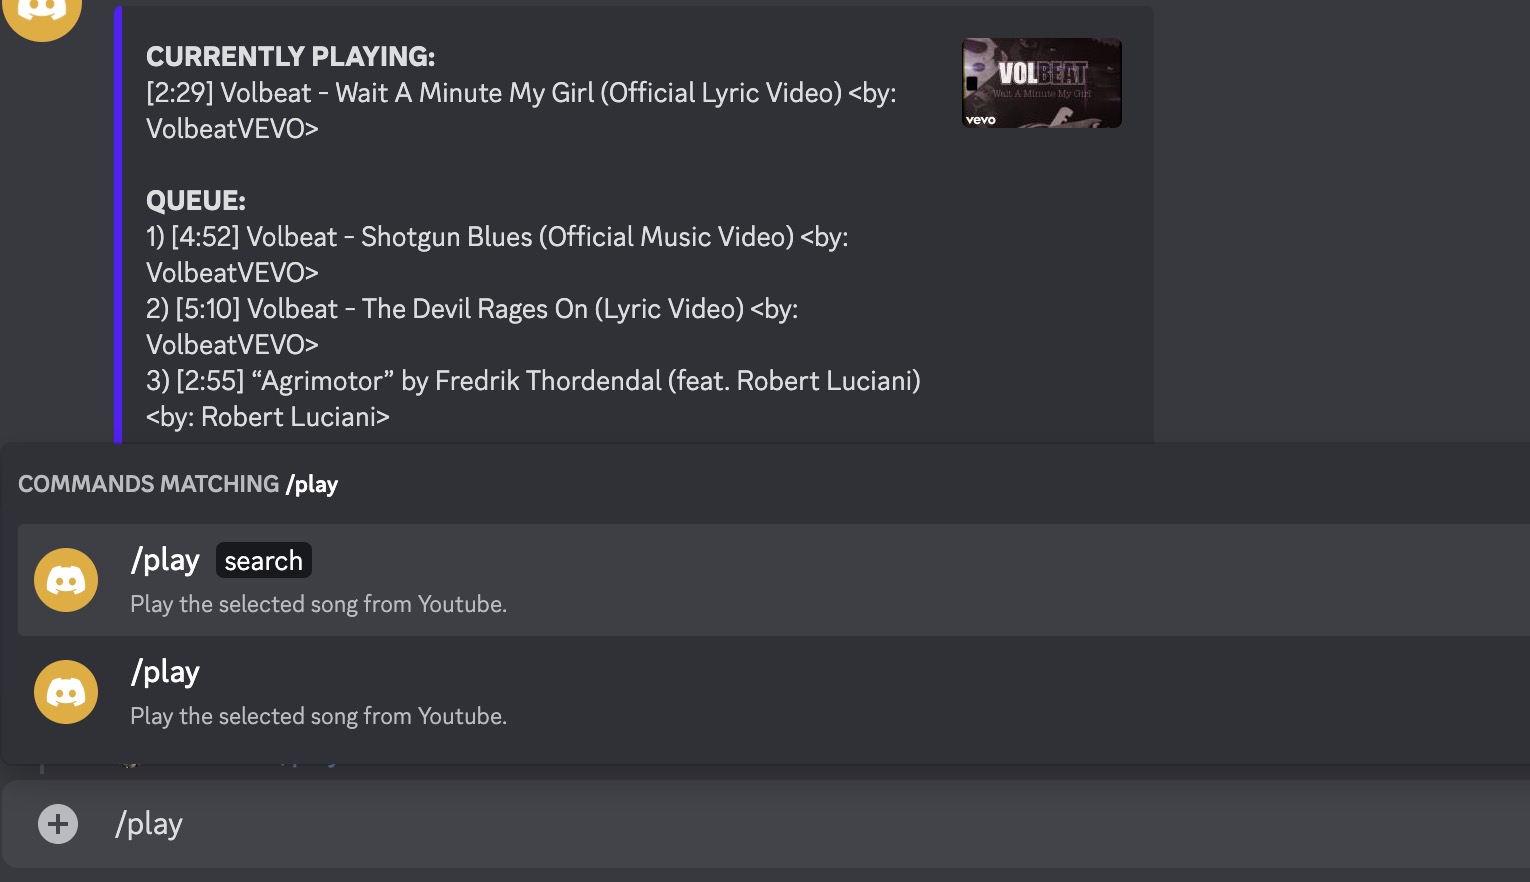 CURRENTLY PLAYING:
[2:29] Volbeat - Wait A Minute My Girl (Official Lyric Video) <by:
VolbeatVEVO>
VOLBEAT
Wait A Minute My Girl
vevo
QUEUE:
1) [4:52] Volbeat - Shotgun Blues (Official Music Video) <by:
VolbeatVEVO>
2) [5:10] Volbeat - The Devil Rages On (Lyric Video) <by:
VolbeatVEVO>
3) [2:55] “Agrimotor” by Fredrik Thordendal (feat. Robert Luciani)
<by: Robert Luciani>
COMMANDS MATCHING /play
/play search
Play the selected song from Youtube.
/play
Play the selected song from Youtube.
/play